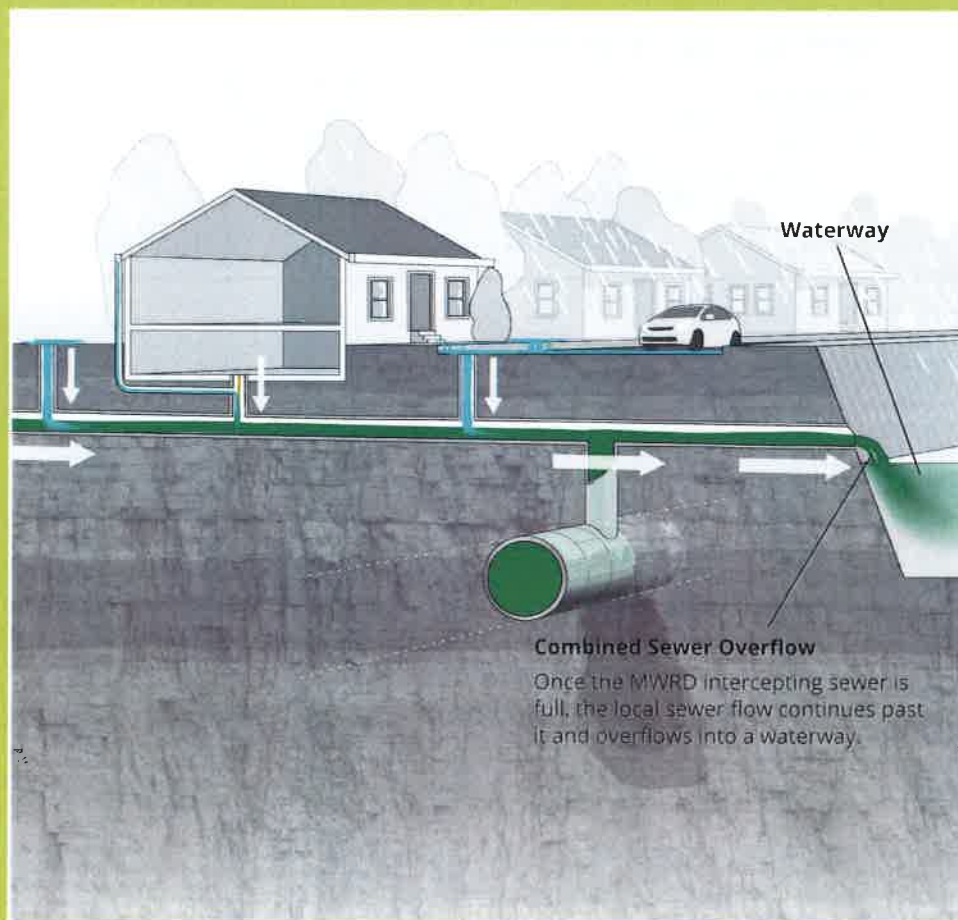 Waterway
Combined Sewer Overflow
Once the MWRD intercepting sewer is
full, the local sewer flow continues past
it and overflows into a waterway.